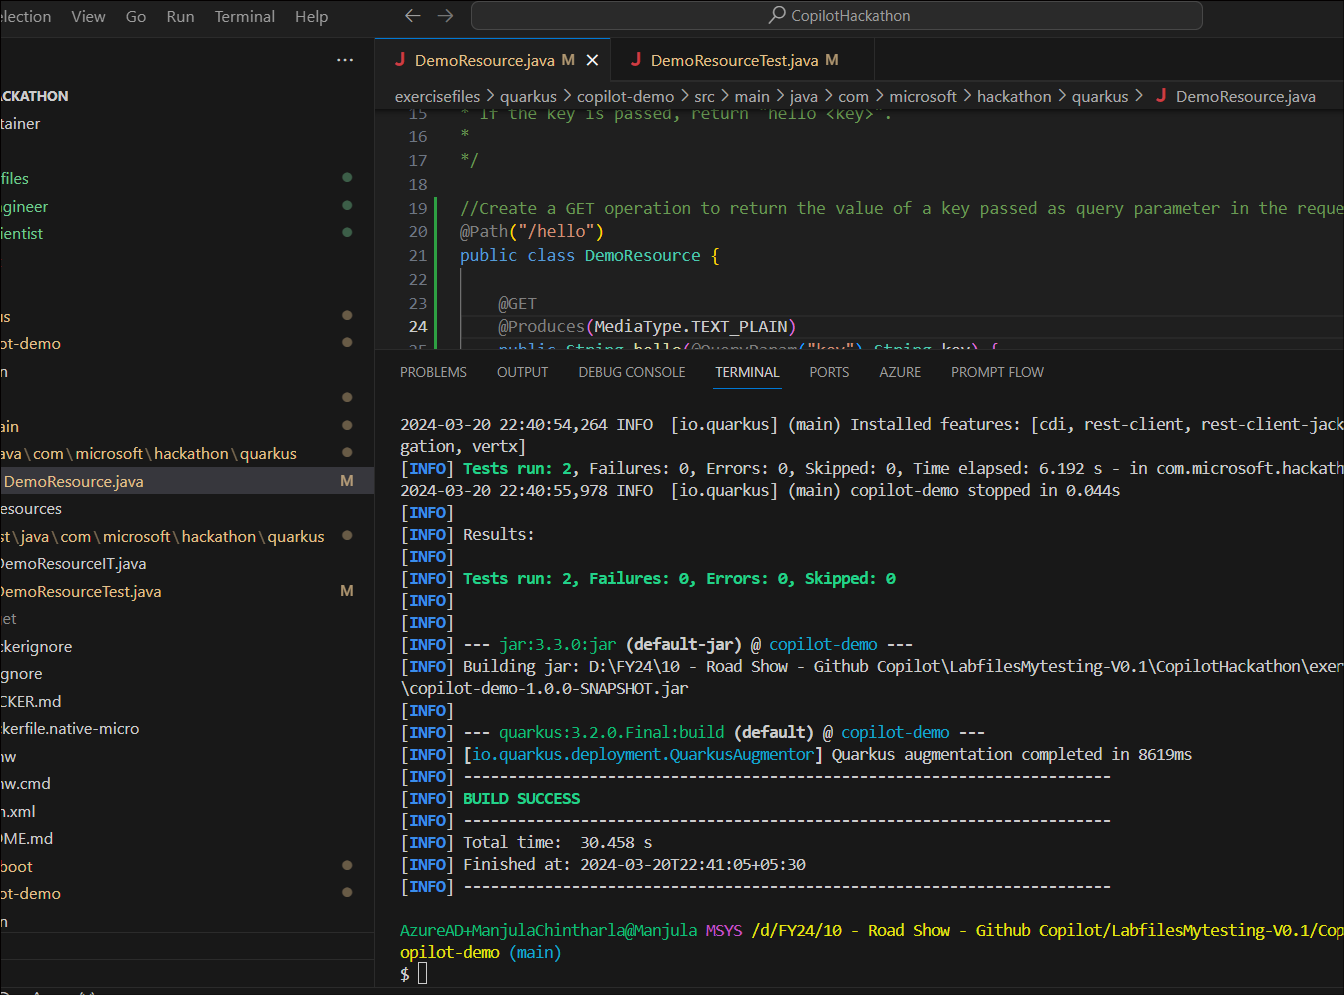 election View Go Run Terminal Help
CopilotHackathon
DemoResource.java M
DemoResourceTest.java M
exercisefiles > quarkus > copilot-demo > src > main > java > com > microsoft > hackathon > quarkus > DemoResource.java
ACKATHON
tainer
files
gineer
ientist
us
ot-demo
n
ain
ava\com\microsoft\hackathon\quarkus
DemoResource.java M
esources
st\java\com\microsoft\hackathon\quarkus
DemoResourceIT.java
DemoResourceTest.java M
et
ckerignore
gnore
CKER.md
kerfile.native-micro
nw
nw.cmd
n.xml
DME.md
boot
ot-demo
n
15 * If the key is passed, return "hello <key>".
16 *
17 */
18
19 //Create a GET operation to return the value of a key passed as query parameter in the reque
20 @Path("/hello")
21 public class DemoResource {
22
23 @GET
24 @Produces(MediaType.TEXT_PLAIN)
25 public String hello(@QueryParam("key") String key) {
PROBLEMS OUTPUT DEBUG CONSOLE TERMINAL PORTS AZURE PROMPT FLOW
2024-03-20 22:40:54,264 INFO [io.quarkus] (main) Installed features: [cdi, rest-client, rest-client-jack
gation, vertx]
[INFO] Tests run: 2, Failures: 0, Errors: 0, Skipped: 0, Time elapsed: 6.192 s - in com.microsoft.hackath
2024-03-20 22:40:55,978 INFO [io.quarkus] (main) copilot-demo stopped in 0.044s
[INFO]
[INFO] Results:
[INFO]
[INFO] Tests run: 2, Failures: 0, Errors: 0, Skipped: 0
[INFO]
[INFO]
[INFO] --- jar:3.3.0:jar (default-jar) @ copilot-demo ---
[INFO] Building jar: D:\FY24\10 - Road Show - Github Copilot\LabfilesMytesting-V0.1\CopilotHackathon\exer
\copilot-demo-1.0.0-SNAPSHOT.jar
[INFO]
[INFO] --- quarkus:3.2.0.Final:build (default) @ copilot-demo ---
[INFO] [io.quarkus.deployment.QuarkusAugmentor] Quarkus augmentation completed in 8619ms
[INFO] ------------------------------------------------------------------------
[INFO] BUILD SUCCESS
[INFO] ------------------------------------------------------------------------
[INFO] Total time: 30.458 s
[INFO] Finished at: 2024-03-20T22:41:05+05:30
[INFO] ------------------------------------------------------------------------
AzureAD+ManjulaChintharla@Manjula MSYS /d/FY24/10 - Road Show - Github Copilot/LabfilesMytesting-V0.1/Cop
opilot-demo (main)
$